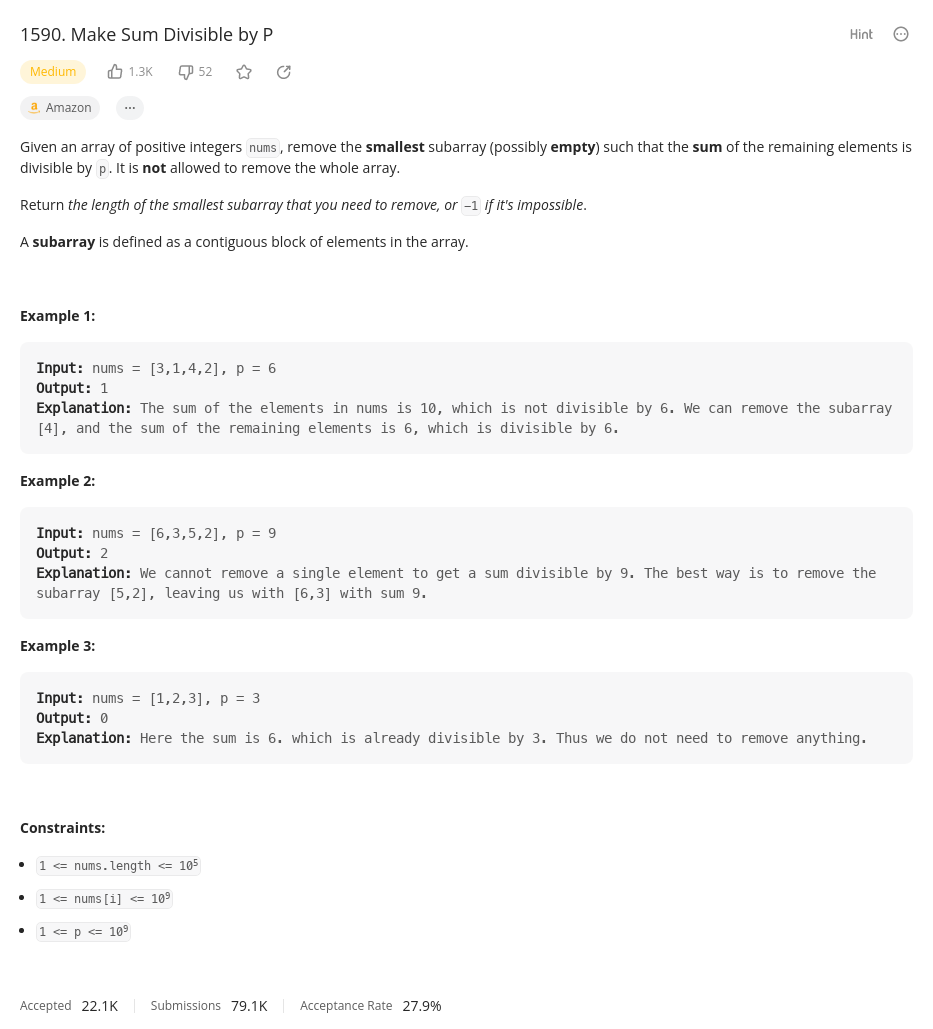 1590. Make Sum Divisible by P
Hint
Medium 1.3K 52
a Amazon ...
Given an array of positive integers nums, remove the smallest subarray (possibly empty) such that the sum of the remaining elements is
divisible by p. It is not allowed to remove the whole array.
Return the length of the smallest subarray that you need to remove, or -1 if it's impossible.
A subarray is defined as a contiguous block of elements in the array.
Example 1:
Input: nums = [3,1,4,2], p = 6
Output: 1
Explanation: The sum of the elements in nums is 10, which is not divisible by 6. We can remove the subarray
[4], and the sum of the remaining elements is 6, which is divisible by 6.
Example 2:
Input: nums = [6,3,5,2], p = 9
Output: 2
Explanation: We cannot remove a single element to get a sum divisible by 9. The best way is to remove the
subarray [5,2], leaving us with [6,3] with sum 9.
Example 3:
Input: nums = [1,2,3], p = 3
Output: 0
Explanation: Here the sum is 6. which is already divisible by 3. Thus we do not need to remove anything.
Constraints:
• 1 <= nums.length <= 10⁵
• 1 <= nums[i] <= 10⁹
• 1 <= p <= 10⁹
Accepted 22.1K Submissions 79.1K Acceptance Rate 27.9%